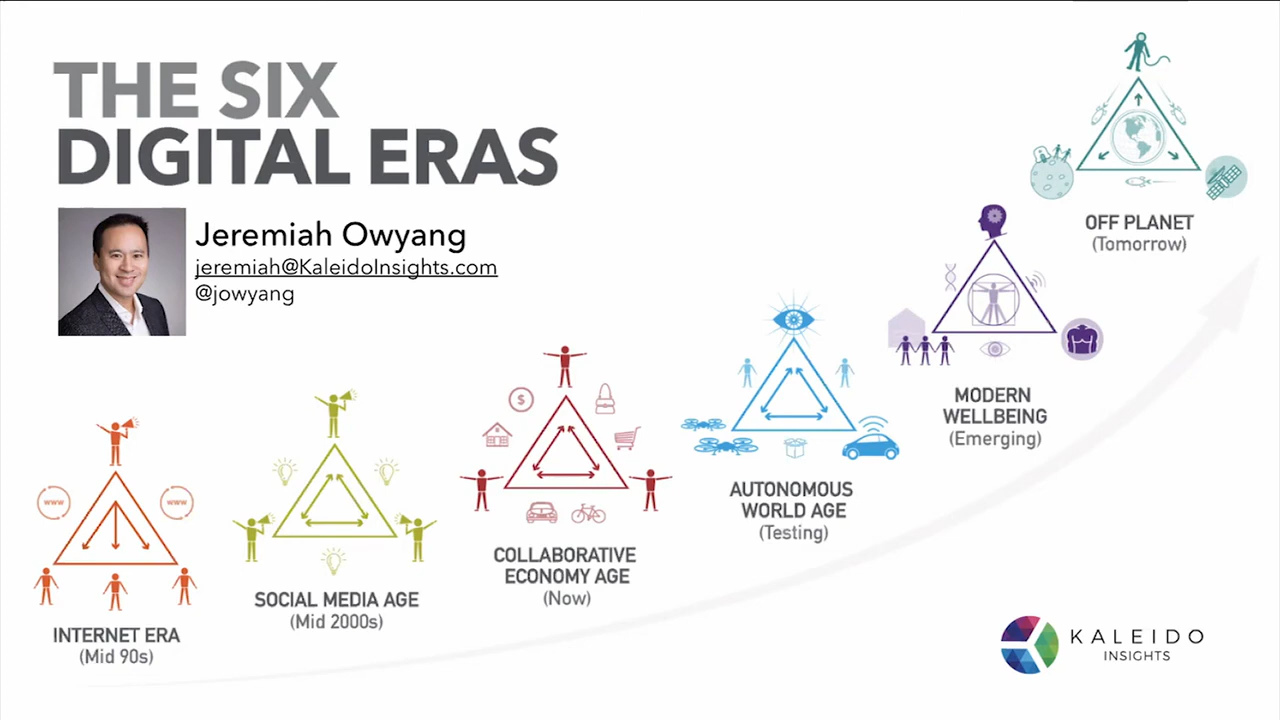 THE SIX
DIGITAL ERAS
Jeremiah Owyang
jeremiah@KaleidoInsights.com
@jowyang
www
www
INTERNET ERA
(Mid 90s)
SOCIAL MEDIA AGE
(Mid 2000s)
$
COLLABORATIVE
ECONOMY AGE
(Now)
AUTONOMOUS
WORLD AGE
(Testing)
MODERN
WELLBEING
(Emerging)
OFF PLANET
(Tomorrow)
KALEIDO
INSIGHTS